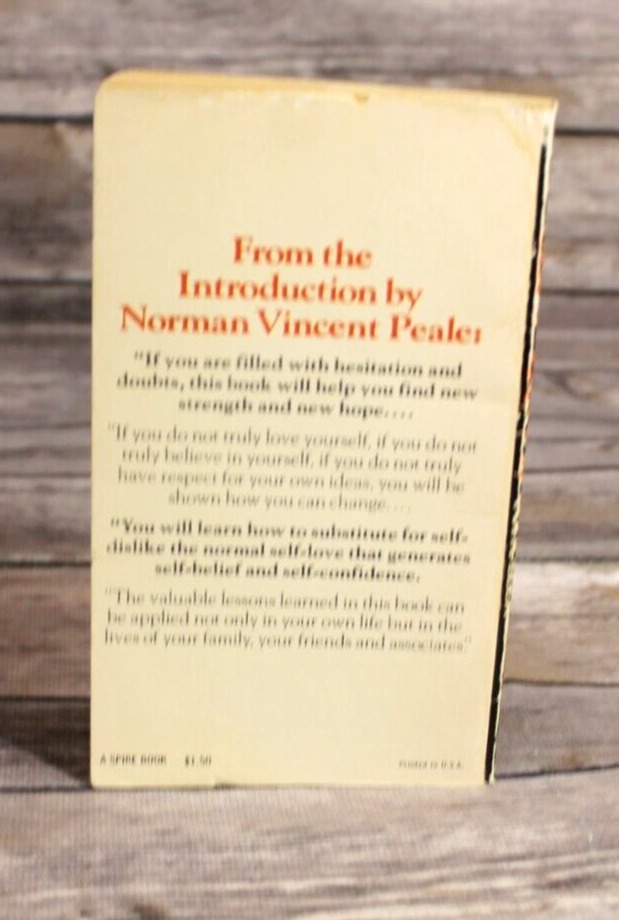 From the
Introduction by
Norman Vincent Peale:
"If you are filled with hesitation and
doubts, this book will help you find new
strength and new hope....
"If you do not truly love yourself, if you do not
truly believe in yourself, if you do not truly
have respect for your own ideas, you will be
shown how you can change....
"You will learn how to substitute for self-
dislike the normal self-love that generates
self-belief and self-confidence.
"The valuable lessons learned in this book can
be applied not only in your own life but in the
lives of your family, your friends and associates."
A SPIRE BOOK $1.50
Printed in U.S.A.